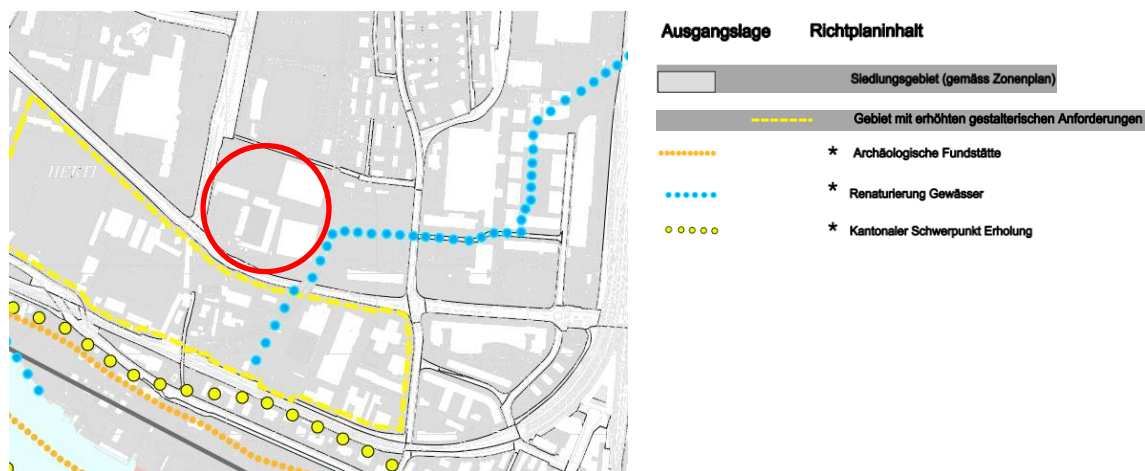 Ausgangslage Richtplaninhalt
Siedlungsgebiet (gemäss Zonenplan)
Gebiet mit erhöhten gestalterischen Anforderungen
* Archäologische Fundstätte
* Renaturierung Gewässer
* Kantonaler Schwerpunkt Erholung
HERTI